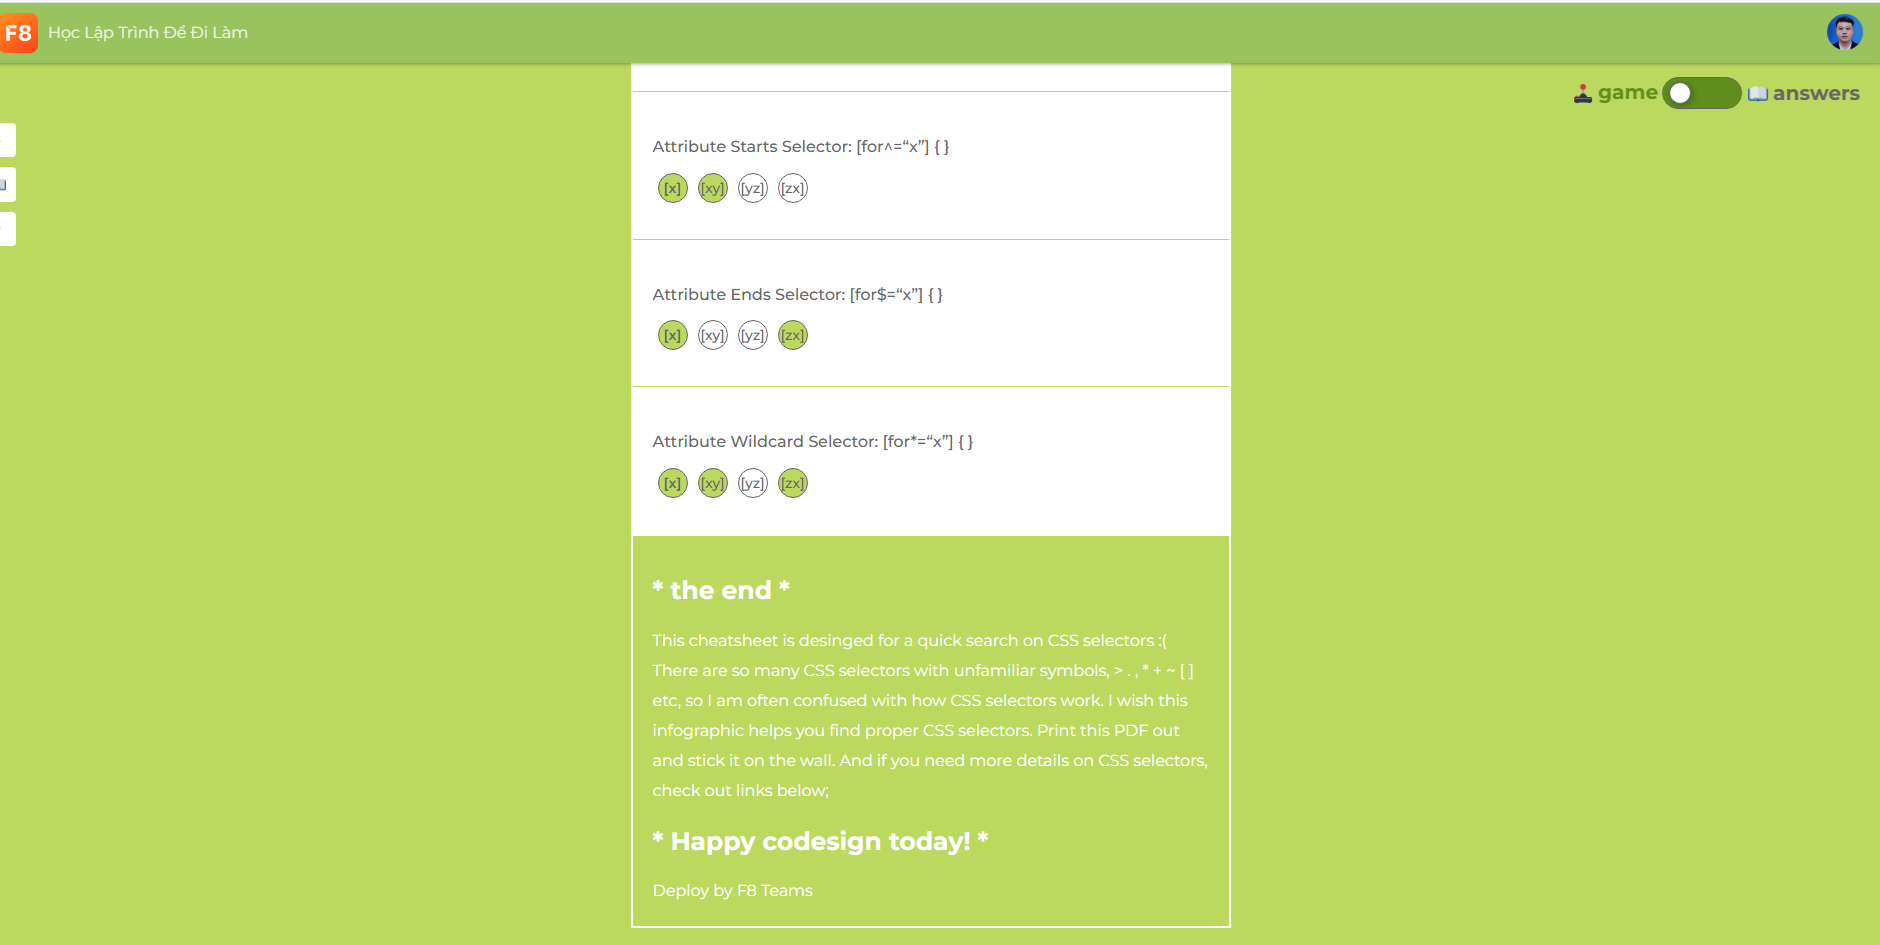 F8 Học Lập Trình Để Đi Làm
game answers
Attribute Starts Selector: [for^=“x”] { }
[x] [xy] [yz] [zx]
Attribute Ends Selector: [for$=“x”] { }
[x] [xy] [yz] [zx]
Attribute Wildcard Selector: [for*=“x”] { }
[x] [xy] [yz] [zx]
* the end *
This cheatsheet is desinged for a quick search on CSS selectors :(
There are so many CSS selectors with unfamiliar symbols, > . , * + ~ [ ]
etc, so I am often confused with how CSS selectors work. I wish this
infographic helps you find proper CSS selectors. Print this PDF out
and stick it on the wall. And if you need more details on CSS selectors,
check out links below;
* Happy codesign today! *
Deploy by F8 Teams